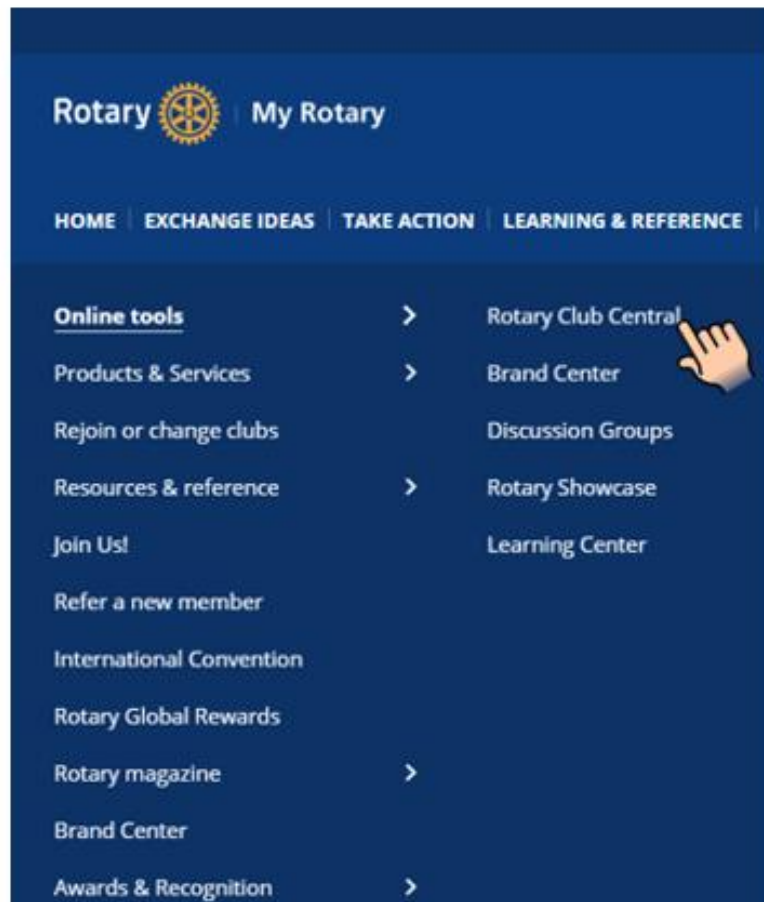 Rotary | My Rotary
HOME | EXCHANGE IDEAS | TAKE ACTION | LEARNING & REFERENCE |
Online tools > Rotary Club Central
Products & Services > Brand Center
Rejoin or change clubs Discussion Groups
Resources & reference > Rotary Showcase
Join Us! Learning Center
Refer a new member
International Convention
Rotary Global Rewards
Rotary magazine >
Brand Center
Awards & Recognition >